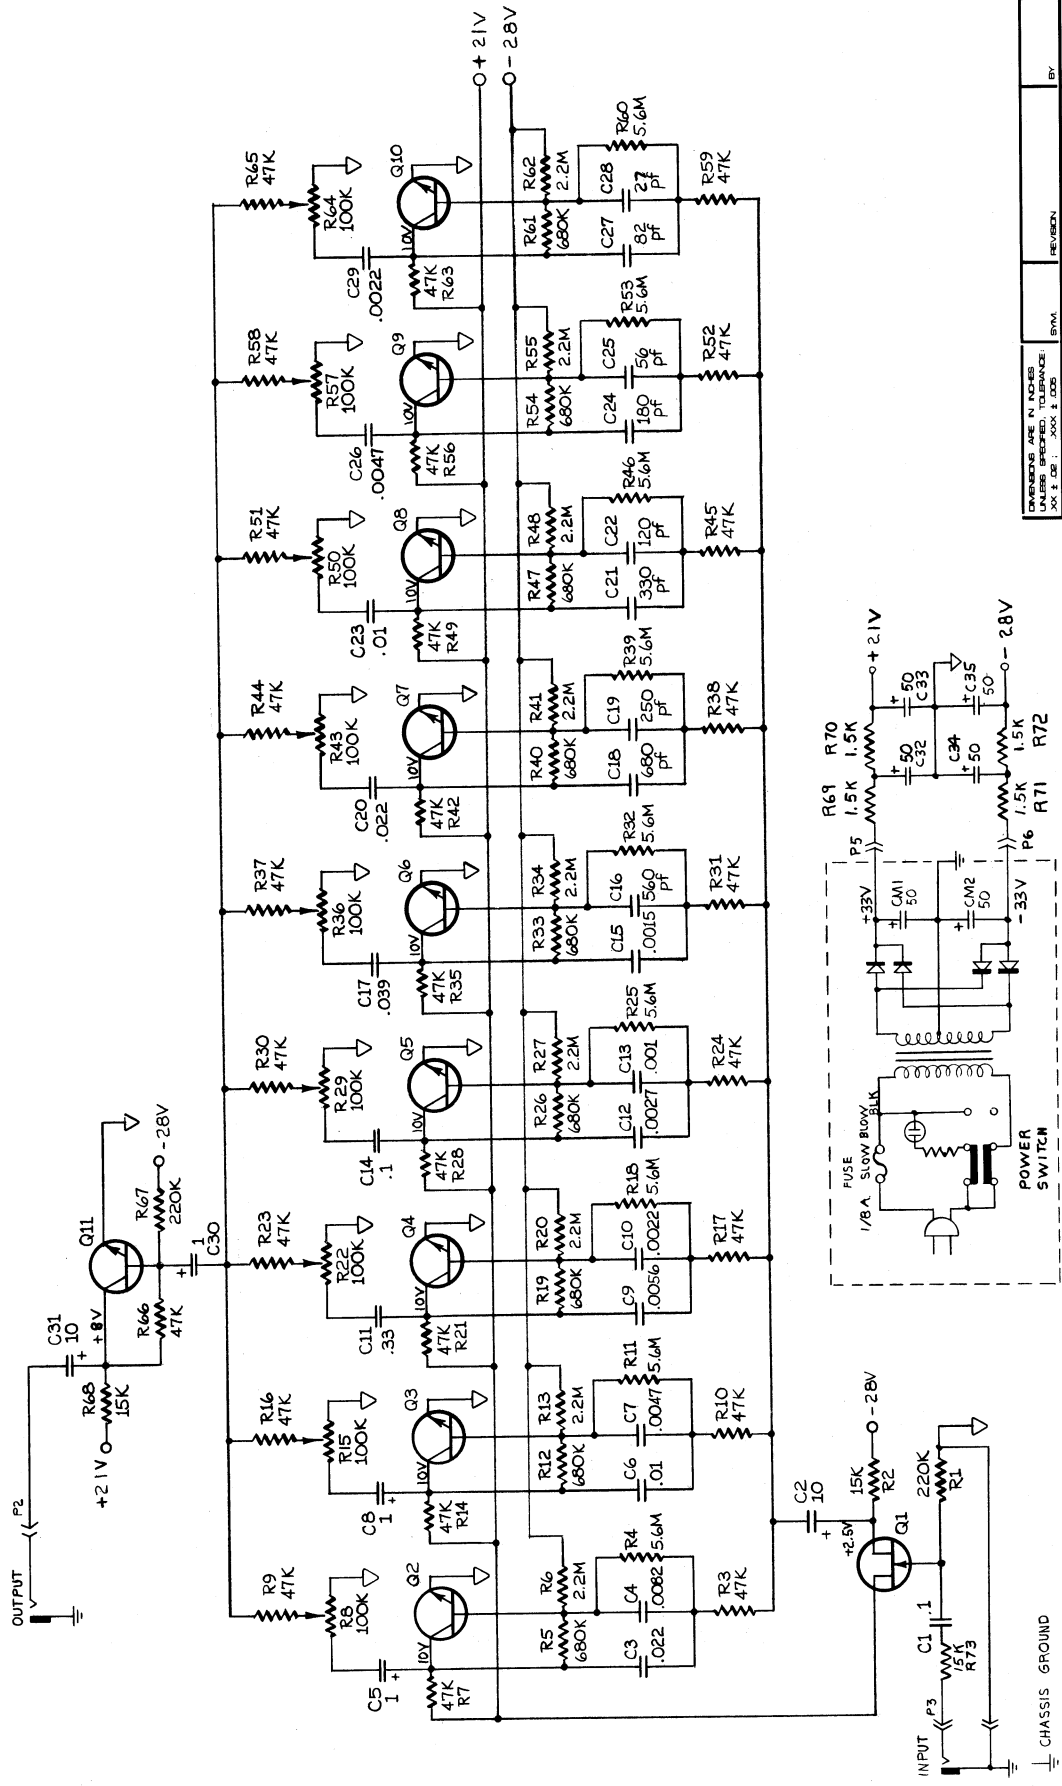 OUTPUT
P2
C31
10
+8V
R68
15K
+21V
Q11
R66
47K
R67
220K
-28V
1
C30
R9
47K
R16
47K
R23
47K
R30
47K
R37
47K
R44
47K
R51
47K
R58
47K
R65
47K
R8
100K
R15
100K
R22
100K
R29
100K
R36
100K
R43
100K
R50
100K
R57
100K
R64
100K
C5
1
C8
1
C11
.33
C14
.1
C17
.039
C20
.022
C23
.01
C26
.0047
C29
.0022
Q2
Q3
Q4
Q5
Q6
Q7
Q8
Q9
Q10
10V
10V
10V
10V
10V
10V
10V
10V
10V
47K
R7
47K
R14
47K
R21
47K
R28
47K
R35
47K
R42
47K
R49
47K
R56
47K
R63
+21V
-28V
R5
680K
R6
2.2M
R12
680K
R13
2.2M
R19
680K
R20
2.2M
R26
680K
R27
2.2M
R33
680K
R34
2.2M
R40
680K
R41
2.2M
R47
680K
R48
2.2M
R54
680K
R55
2.2M
R61
680K
R62
2.2M
C3
.022
C4
.0082
R4
5.6M
C6
.01
C7
.0047
R11
5.6M
C9
.0056
C10
.0022
R18
5.6M
C12
.0027
C13
.001
R25
5.6M
C15
.0015
C16
560
pf
R32
5.6M
C18
680
pf
C19
250
pf
R39
5.6M
C21
330
pf
C22
120
pf
R46
5.6M
C24
180
pf
C25
56
pf
R53
5.6M
C27
82
pf
C28
27
pf
R60
5.6M
R3
47K
R10
47K
R17
47K
R24
47K
R31
47K
R38
47K
R45
47K
R52
47K
R59
47K
C2
10
+2.5V
15K
R2
-28V
Q1
220K
R1
C1 .1
15K
R73
INPUT
P3
CHASSIS GROUND
FUSE
1/8 A SLOW BLOW
BLK
POWER
SWITCH
+33V
CM1
50
CM2
50
-33V
P5
P6
R69
1.5K
R70
1.5K
+21V
50
C32
50
C33
C34
50
C35
50
1.5K
R71
1.5K
R72
-28V
DIMENSIONS ARE IN INCHES
UNLESS SPECIFIED, TOLERANCE:
.XX ± .02 ; .XXX ± .005
SYM.
REVISION
BY